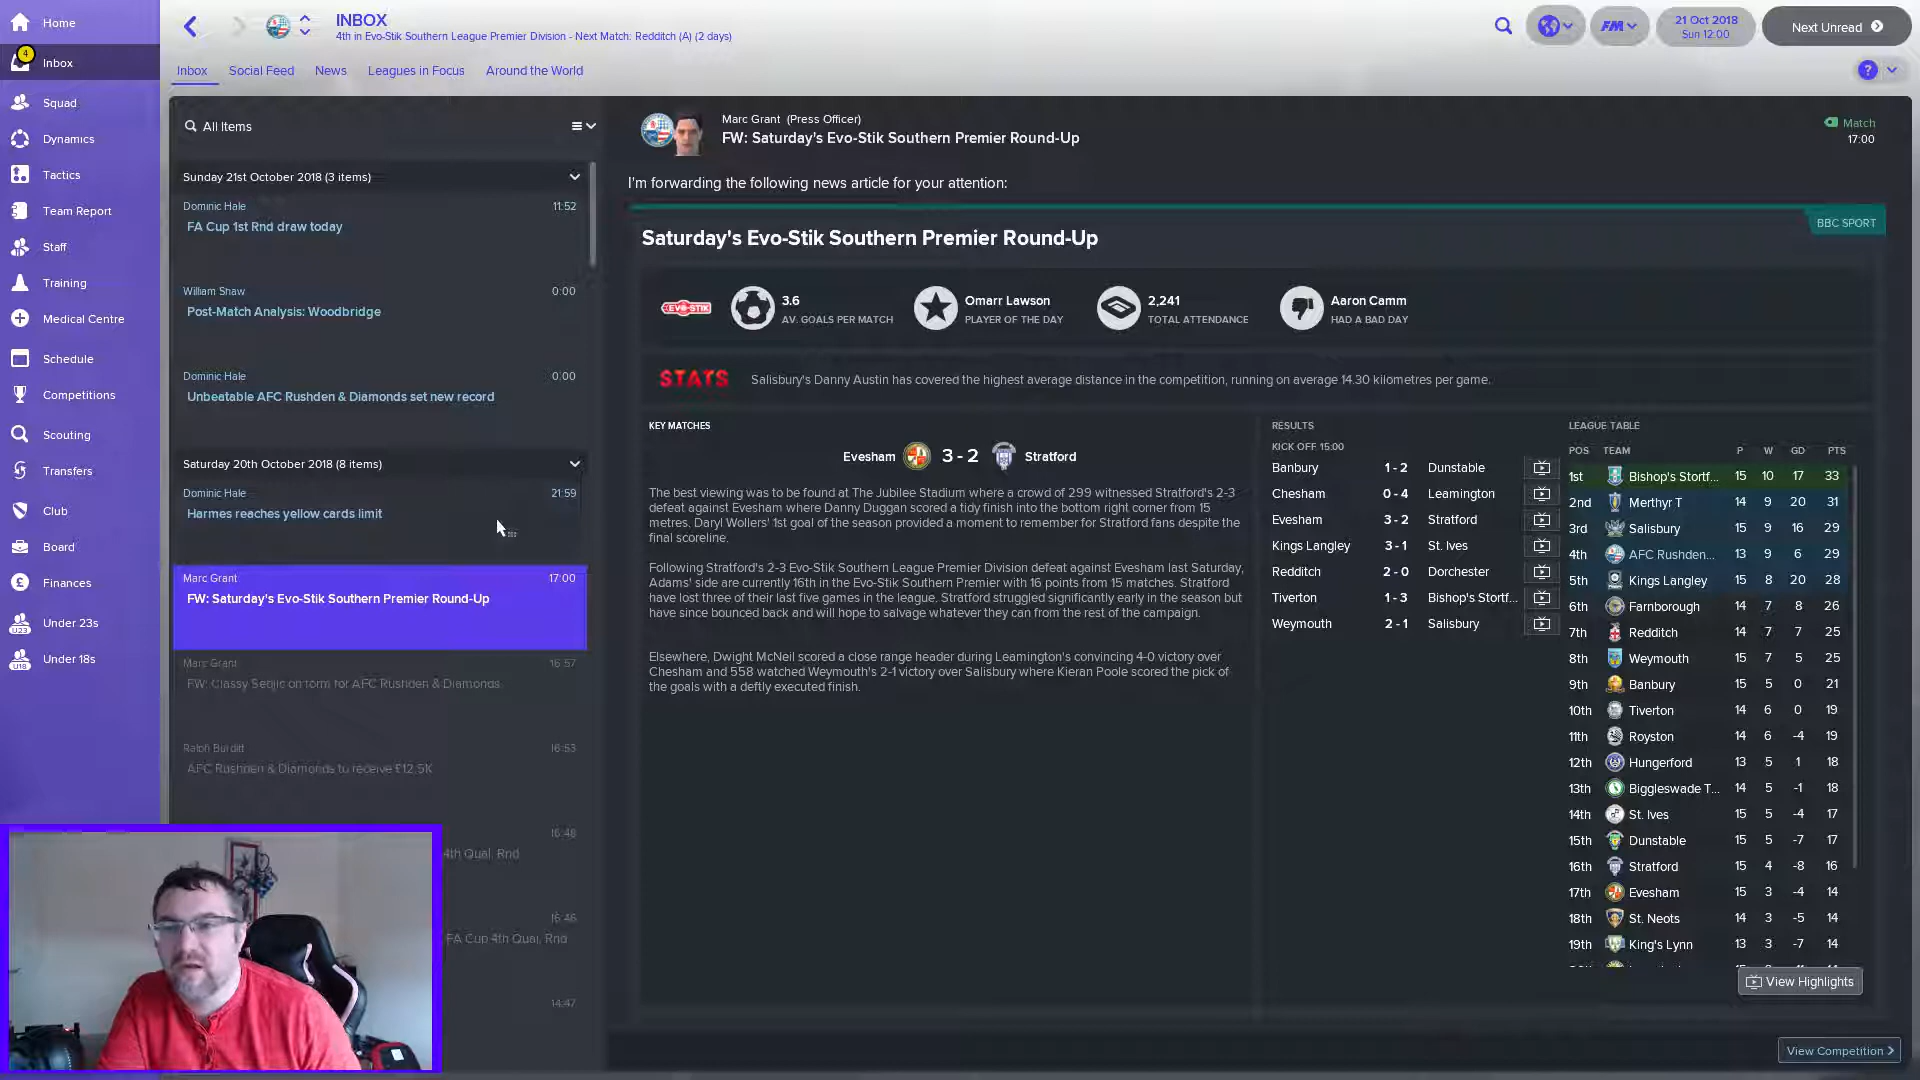 Home
4
Inbox
Squad
Dynamics
Tactics
Team Report
Staff
Training
Medical Centre
Schedule
Competitions
Scouting
Transfers
Club
Board
Finances
U23
Under 23s
U18
Under 18s
INBOX
4th in Evo-Stik Southern League Premier Division - Next Match: Redditch (A) (2 days)
FM
21 Oct 2018
Sun 12:00
Next Unread
Inbox Social Feed News Leagues in Focus Around the World
?
All Items
Sunday 21st October 2018 (3 items)
Dominic Hale 11:52
FA Cup 1st Rnd draw today
William Shaw 0:00
Post-Match Analysis: Woodbridge
Dominic Hale 0:00
Unbeatable AFC Rushden & Diamonds set new record
Saturday 20th October 2018 (8 items)
Dominic Hale 21:59
Harmes reaches yellow cards limit
Marc Grant 17:00
FW: Saturday's Evo-Stik Southern Premier Round-Up
Marc Grant 16:57
FW: Classy Sedjic on form for AFC Rushden & Diamonds
Ralph Burditt 16:53
AFC Rushden & Diamonds to receive £12.5K
16:48
4th Qual. Rnd
16:46
FA Cup 4th Qual. Rnd
14:47
Marc Grant (Press Officer)
FW: Saturday's Evo-Stik Southern Premier Round-Up
Match
17:00
I'm forwarding the following news article for your attention:
BBC SPORT
Saturday's Evo-Stik Southern Premier Round-Up
EVO-STIK
3.6
AV. GOALS PER MATCH
Omarr Lawson
PLAYER OF THE DAY
2,241
TOTAL ATTENDANCE
Aaron Camm
HAD A BAD DAY
STATS Salisbury's Danny Austin has covered the highest average distance in the competition, running on average 14.30 kilometres per game.
KEY MATCHES
Evesham 3 - 2 Stratford
The best viewing was to be found at The Jubilee Stadium where a crowd of 299 witnessed Stratford's 2-3
defeat against Evesham where Danny Duggan scored a tidy finish into the bottom right corner from 15
metres. Daryl Wollers' 1st goal of the season provided a moment to remember for Stratford fans despite the
final scoreline.
Following Stratford's 2-3 Evo-Stik Southern League Premier Division defeat against Evesham last Saturday,
Adams' side are currently 16th in the Evo-Stik Southern Premier with 16 points from 15 matches. Stratford
have lost three of their last five games in the league. Stratford struggled significantly early in the season but
have since bounced back and will hope to salvage whatever they can from the rest of the campaign.
Elsewhere, Dwight McNeil scored a close range header during Leamington's convincing 4-0 victory over
Chesham and 558 watched Weymouth's 2-1 victory over Salisbury where Kieran Poole scored the pick of
the goals with a deftly executed finish.
RESULTS
KICK OFF 15:00
Banbury 1 - 2 Dunstable
Chesham 0 - 4 Leamington
Evesham 3 - 2 Stratford
Kings Langley 3 - 1 St. Ives
Redditch 2 - 0 Dorchester
Tiverton 1 - 3 Bishop's Stortf...
Weymouth 2 - 1 Salisbury
LEAGUE TABLE
POS TEAM P W GD PTS
1st Bishop's Stortf... 15 10 17 33
2nd Merthyr T 14 9 20 31
3rd Salisbury 15 9 16 29
4th AFC Rushden... 13 9 6 29
5th Kings Langley 15 8 20 28
6th Farnborough 14 7 8 26
7th Redditch 14 7 7 25
8th Weymouth 15 7 5 25
9th Banbury 15 5 0 21
10th Tiverton 14 6 0 19
11th Royston 14 6 -4 19
12th Hungerford 13 5 1 18
13th Biggleswade T... 14 5 -1 18
14th St. Ives 15 5 -4 17
15th Dunstable 15 5 -7 17
16th Stratford 15 4 -8 16
17th Evesham 15 3 -4 14
18th St. Neots 14 3 -5 14
19th King's Lynn 13 3 -7 14
View Highlights
View Competition